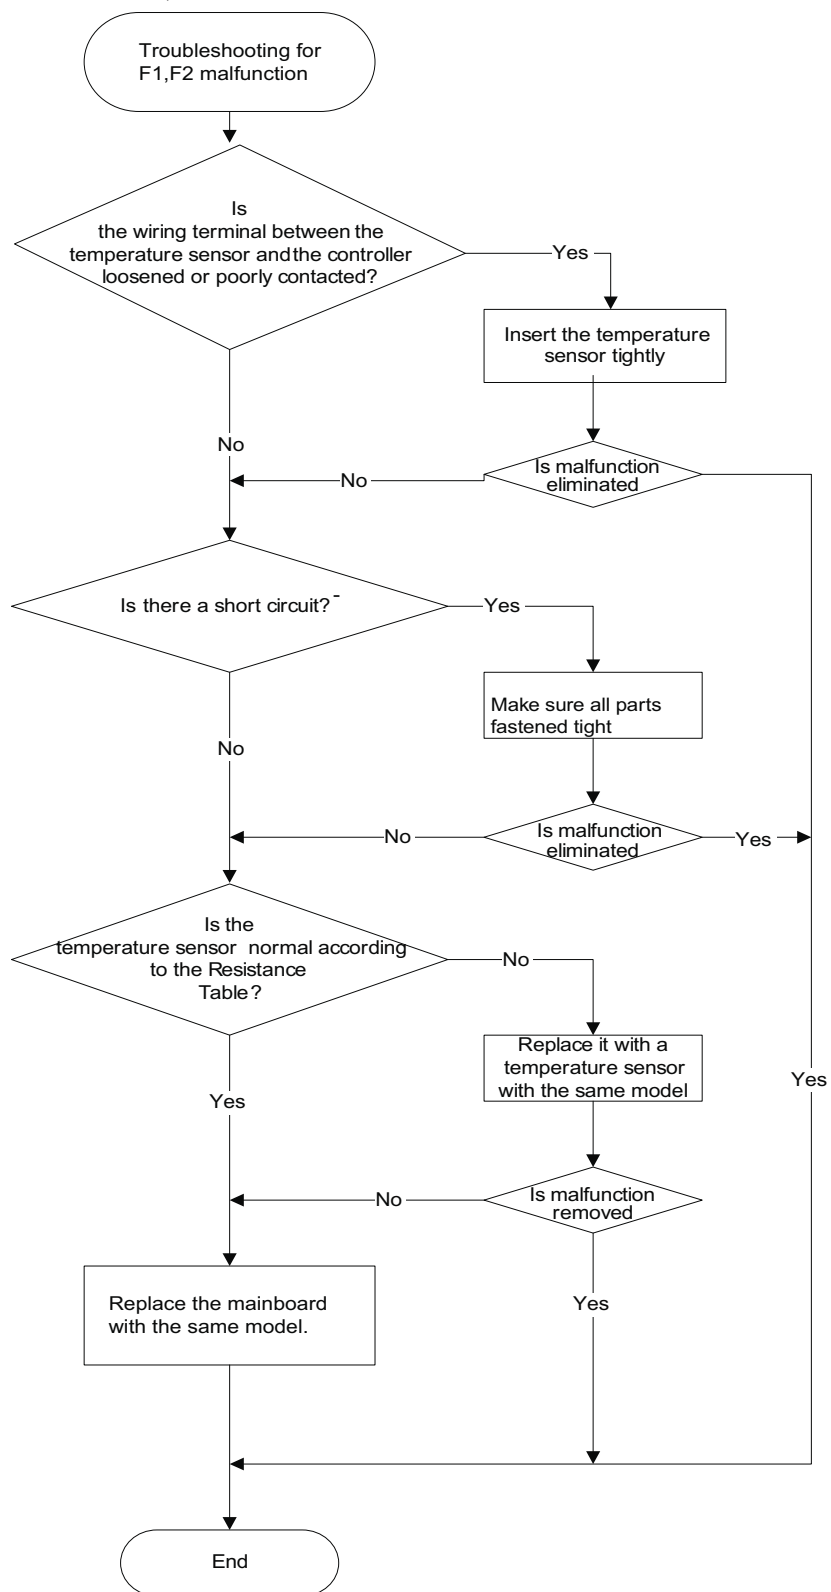 Troubleshooting for
F1,F2 malfunction
Is
the wiring terminal between the
temperature sensor and the controller
loosened or poorly contacted?
Yes
Insert the temperature
sensor tightly
No
Is malfunction
eliminated
No
Is there a short circuit?
Yes
Make sure all parts
fastened tight
No
Is malfunction
eliminated
No
Yes
Is the
temperature sensor normal according
to the Resistance
Table?
No
Replace it with a
temperature sensor
with the same model
Yes
Yes
Is malfunction
removed
No
Replace the mainboard
with the same model.
Yes
End